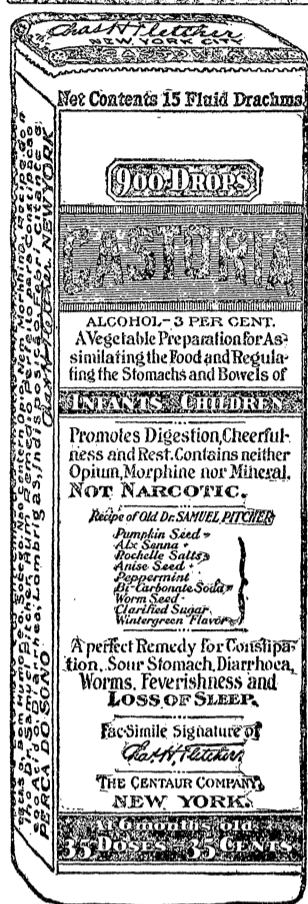 Chas H Fletcher.
NEW YORK CITY.
Net Contents 15 Fluid Drachms
900 DROPS
CASTORIA
ALCOHOL-3 PER CENT.
A Vegetable Preparation for As-
similating the Food and Regula-
ting the Stomachs and Bowels of
INFANTS CHILDREN
Promotes Digestion, Cheerful-
ness and Rest. Contains neither
Opium, Morphine nor Mineral.
NOT NARCOTIC.
Recipe of Old Dr. SAMUEL PITCHER
Pumpkin Seed -
Alx Senna +
Rochelle Salts -
Anise Seed +
Peppermint
Bi-Carbonate Soda -
Worm Seed -
Clarified Sugar
Wintergreen Flavor
A perfect Remedy for Constipa-
tion, Sour Stomach, Diarrhoea,
Worms, Feverishness and
LOSS OF SLEEP.
Fac-Simile Signature of
Chas H Fletcher.
THE CENTAUR COMPANY,
NEW YORK.
At 6 months old
35 DOSES - 35 CENTS
PERCA DO SONO
Chas H Fletcher. NEW YORK